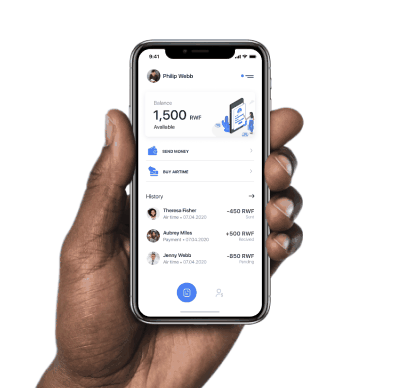 9:41
Philip Webb
Balance
1,500 RWF
Available
SEND MONEY
BUY AIRTIME
History
Theresa Fisher
-450 RWF
Air time • 07.04.2020
Sent
Aubrey Miles
+500 RWF
Payment • 07.04.2020
Received
Jenny Webb
-850 RWF
Air time • 07.04.2020
Pending